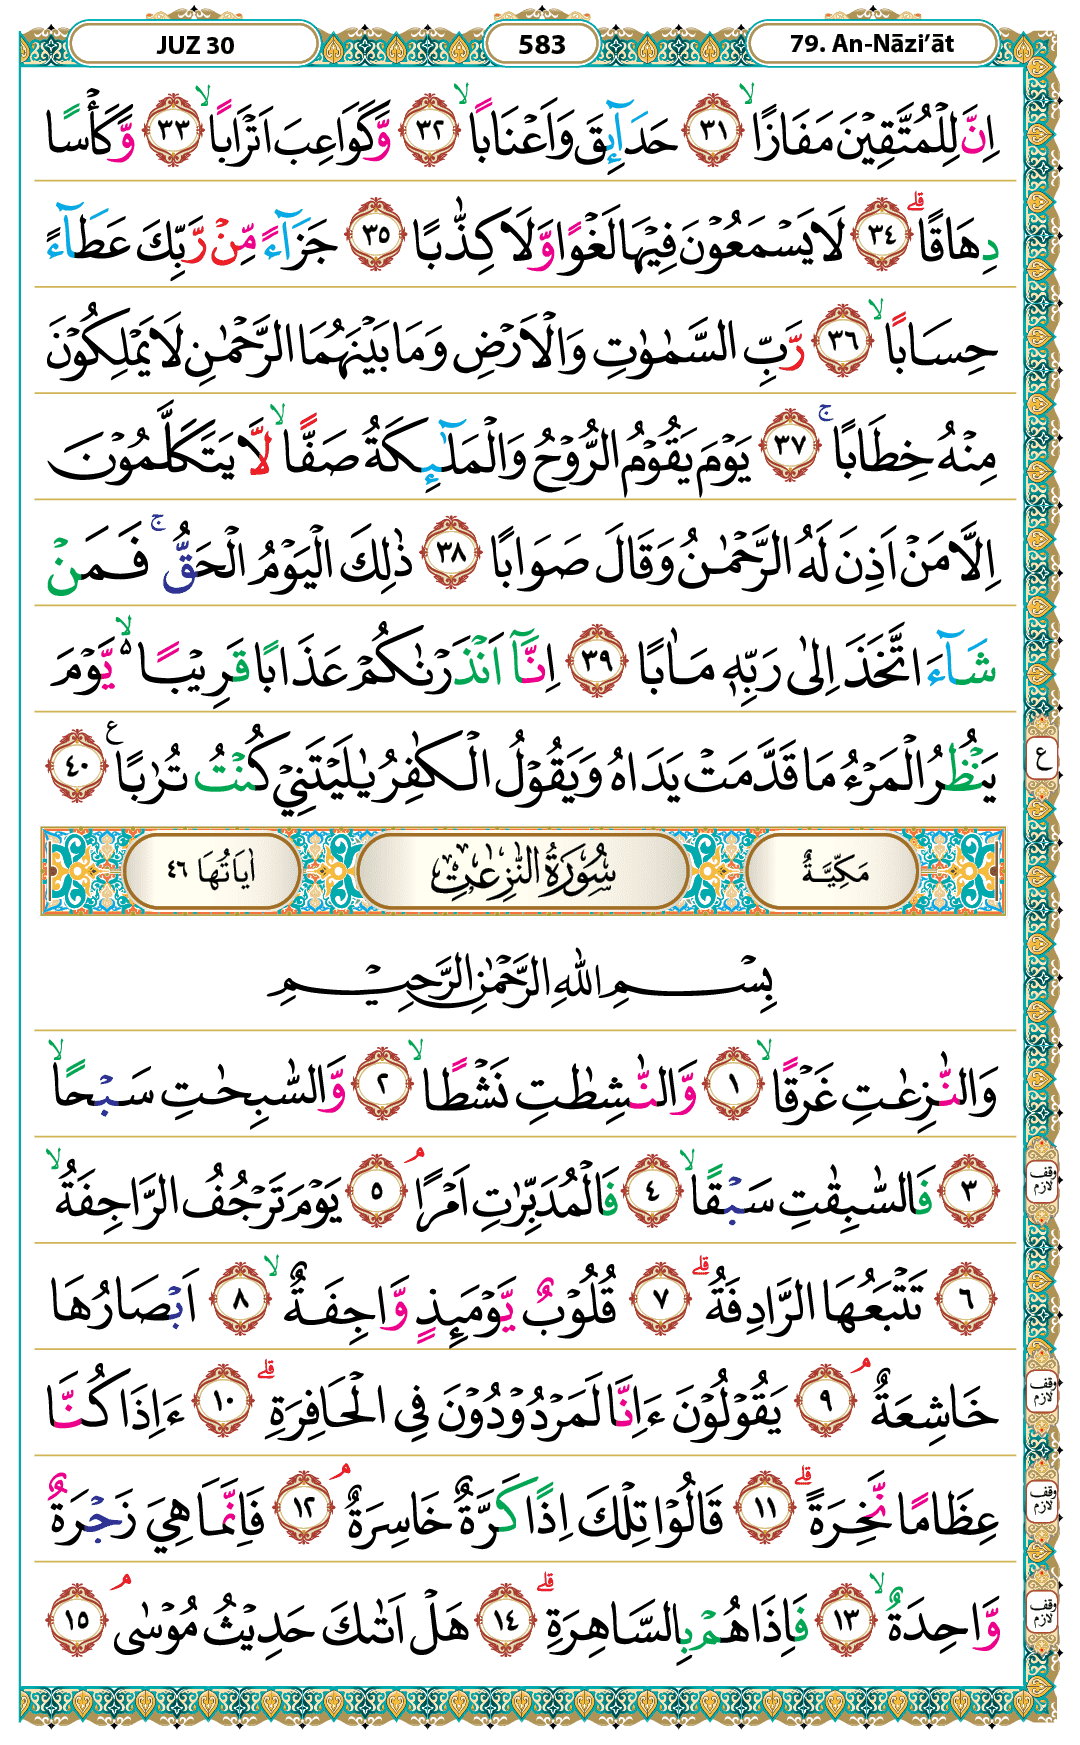 JUZ 30
583
79. An-Nāzi’āt
اِنَّ لِلْمُتَّقِيْنَ مَفَازًا ۙ ٣١ حَدَآىِٕقَ وَاَعْنَابًا ۙ ٣٢ وَّكَوَاعِبَ اَتْرَابًا ۙ ٣٣ وَّكَأْسًا
دِهَاقًا ۗ ٣٤ لَا يَسْمَعُوْنَ فِيْهَا لَغْوًا وَّلَا كِذّٰبًا ٣٥ جَزَآءً مِّنْ رَّبِّكَ عَطَآءً
حِسَابًا ۙ ٣٦ رَّبِّ السَّمٰوٰتِ وَالْاَرْضِ وَمَا بَيْنَهُمَا الرَّحْمٰنِ لَا يَمْلِكُوْنَ
مِنْهُ خِطَابًا ۚ ٣٧ يَوْمَ يَقُوْمُ الرُّوْحُ وَالْمَلٰٓىِٕكَةُ صَفًّا ۙ لَّا يَتَكَلَّمُوْنَ
اِلَّا مَنْ اَذِنَ لَهُ الرَّحْمٰنُ وَقَالَ صَوَابًا ٣٨ ذٰلِكَ الْيَوْمُ الْحَقُّ ۚ فَمَنْ
شَآءَ اتَّخَذَ اِلٰى رَبِّهٖ مَاٰبًا ٣٩ اِنَّآ اَنْذَرْنٰكُمْ عَذَابًا قَرِيْبًا ەۙ يَّوْمَ
يَنْظُرُ الْمَرْءُ مَا قَدَّمَتْ يَدَاهُ وَيَقُوْلُ الْكٰفِرُ يٰلَيْتَنِيْ كُنْتُ تُرٰبًا ع ٤٠
ع
مَكِّيَّةٌ
سُوْرَةُ النّٰزِعٰتِ
اٰيَاتُهَا ٤٦
بِسْمِ اللّٰهِ الرَّحْمٰنِ الرَّحِيْمِ
وَالنّٰزِعٰتِ غَرْقًا ۙ ١ وَّالنّٰشِطٰتِ نَشْطًا ۙ ٢ وَّالسّٰبِحٰتِ سَبْحًا ۙ
٣ فَالسّٰبِقٰتِ سَبْقًا ۙ ٤ فَالْمُدَبِّرٰتِ اَمْرًا ۘ ٥ يَوْمَ تَرْجُفُ الرَّاجِفَةُ ۙ
وقف لازم
٦ تَتْبَعُهَا الرَّادِفَةُ ۗ ٧ قُلُوْبٌ يَّوْمَىِٕذٍ وَّاجِفَةٌ ۙ ٨ اَبْصَارُهَا
خَاشِعَةٌ ۘ ٩ يَقُوْلُوْنَ ءَاِنَّا لَمَرْدُوْدُوْنَ فِى الْحَافِرَةِ ۗ ١٠ ءَاِذَا كُنَّا
وقف لازم
عِظَامًا نَّخِرَةً ۗ ١١ قَالُوْا تِلْكَ اِذًا كَرَّةٌ خَاسِرَةٌ ۘ ١٢ فَاِنَّمَا هِيَ زَجْرَةٌ
وقف لازم
وَّاحِدَةٌ ۙ ١٣ فَاِذَا هُمْ بِالسَّاهِرَةِ ۗ ١٤ هَلْ اَتٰىكَ حَدِيْثُ مُوْسٰى ۘ ١٥
وقف لازم